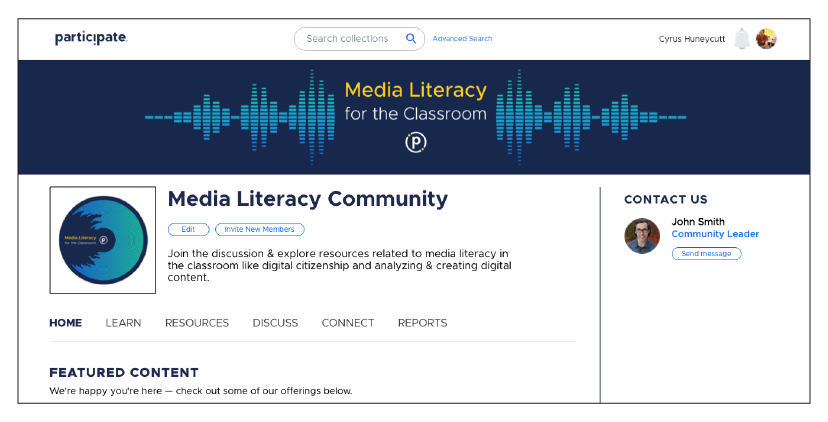 participate.
Search collections
Advanced Search
Cyrus Huneycutt
Media Literacy
for the Classroom
P
Media Literacy
for the Classroom
P
Media Literacy Community
Edit
Invite New Members
Join the discussion & explore resources related to media literacy in
the classroom like digital citizenship and analyzing & creating digital
content.
CONTACT US
John Smith
Community Leader
Send message
HOME
LEARN
RESOURCES
DISCUSS
CONNECT
REPORTS
FEATURED CONTENT
We're happy you're here — check out some of our offerings below.